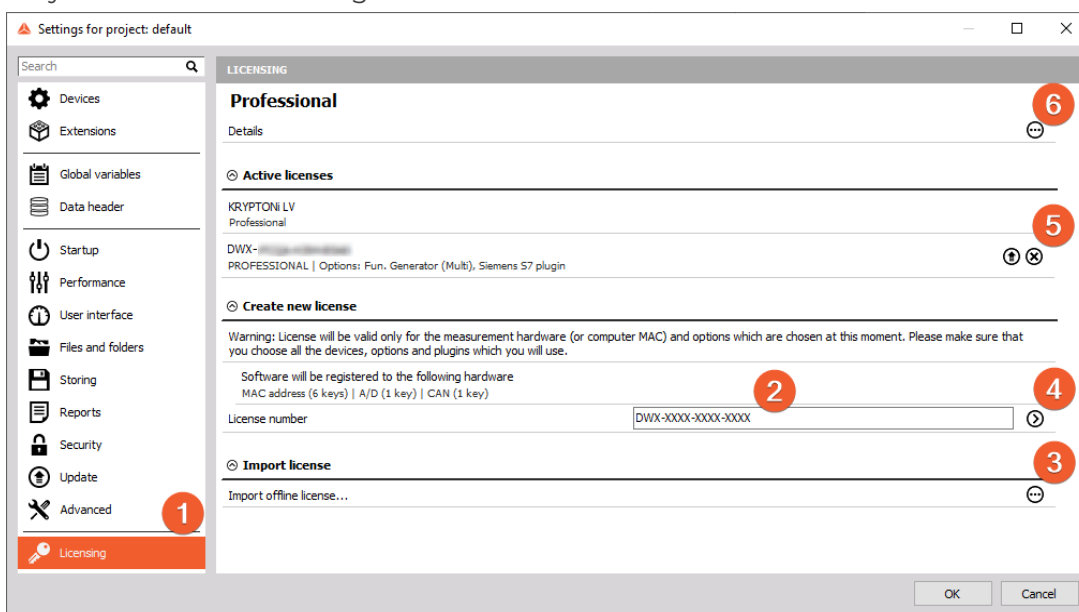 Settings for project: default
Search
LICENSING
Devices
Extensions
Global variables
Data header
Startup
Performance
User interface
Files and folders
Storing
Reports
Security
Update
Advanced
1
Licensing
Professional
6
Details
Active licenses
KRYPTONi LV
Professional
5
DWX-
PROFESSIONAL | Options: Fun. Generator (Multi), Siemens S7 plugin
Create new license
Warning: License will be valid only for the measurement hardware (or computer MAC) and options which are chosen at this moment. Please make sure that
you choose all the devices, options and plugins which you will use.
Software will be registered to the following hardware
MAC address (6 keys) | A/D (1 key) | CAN (1 key)
2
4
License number
DWX-XXXX-XXXX-XXXX
Import license
3
Import offline license...
OK
Cancel